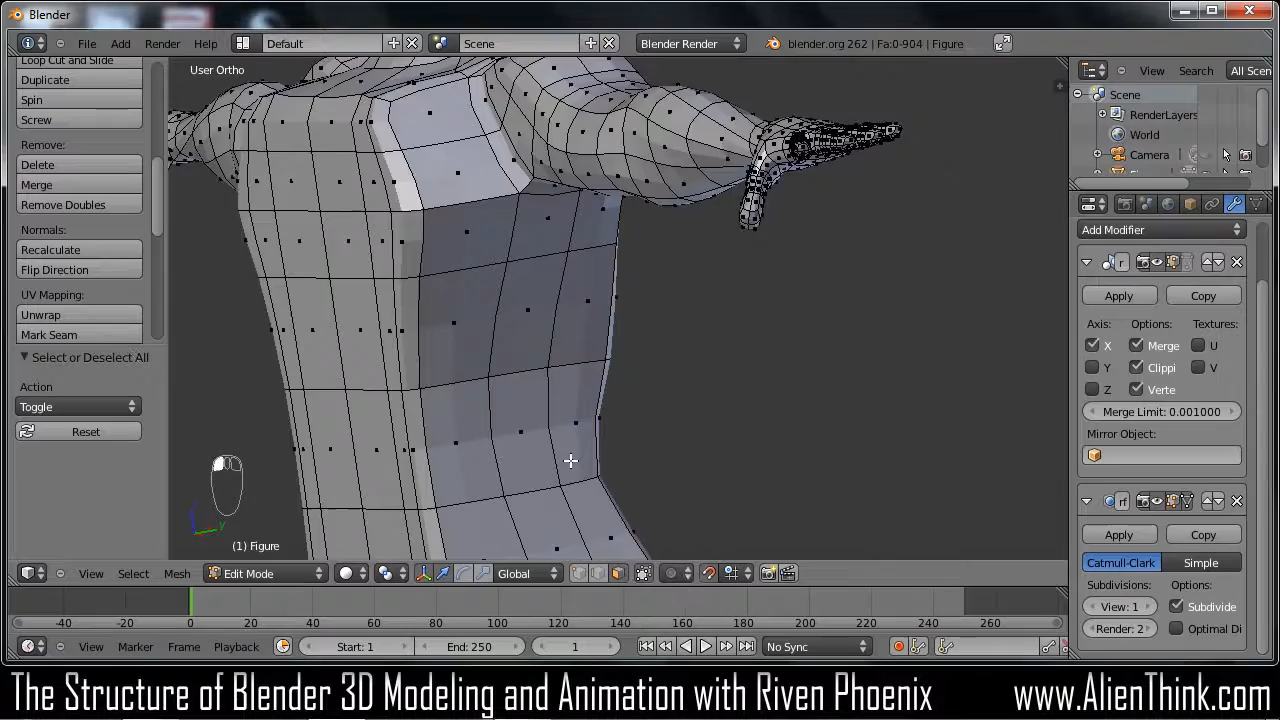 Blender
File Add Render Help Default Scene Blender Render blender.org 262 | Fa:0-904 | Figure
Loop Cut and Slide
Duplicate
Spin
Screw
Remove:
Delete
Merge
Remove Doubles
Normals:
Recalculate
Flip Direction
UV Mapping:
Unwrap
Mark Seam
Select or Deselect All
Action
Toggle
Reset
User Ortho
(1) Figure
View Search All Scen
Scene
RenderLayers
World
Camera
Add Modifier
r
Apply Copy
Axis: Options: Textures:
X Merge U
Y Clippi V
Z Verte
Merge Limit: 0.001000
Mirror Object:
rf
Apply Copy
Catmull-Clark Simple
Subdivisions: Options:
View: 1 Subdivide
Render: 2 Optimal Di
View Select Mesh Edit Mode Global
-40 -20 0 20 40 60 80 100 120 140 160 180 200 220 240 260
View Marker Frame Playback Start: 1 End: 250 1 No Sync
The Structure of Blender 3D Modeling and Animation with Riven Phoenix www.AlienThink.com